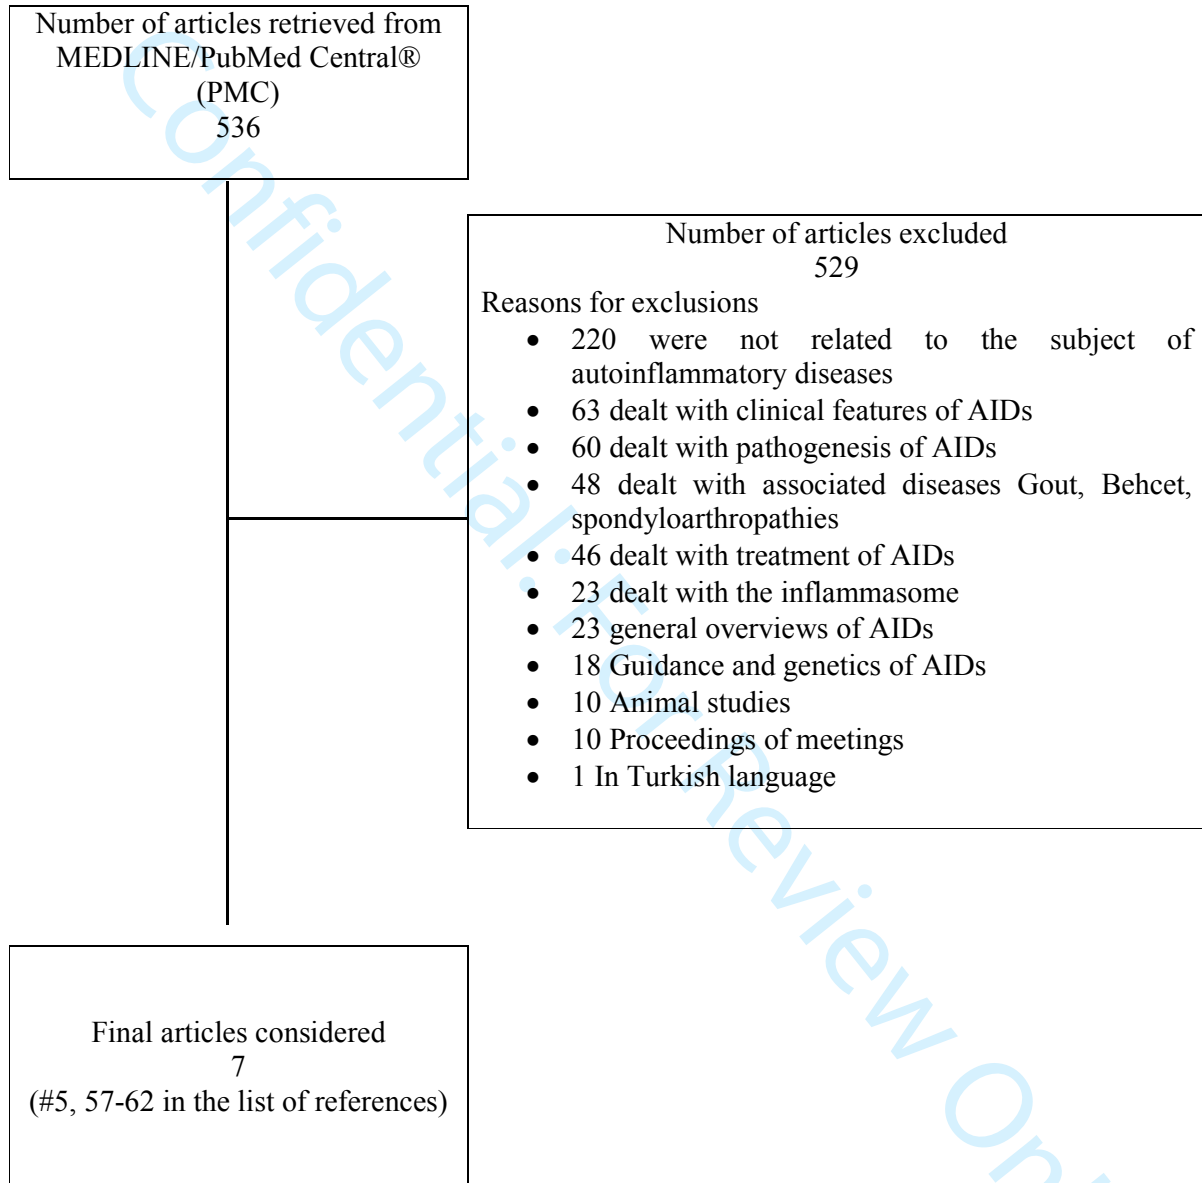 Number of articles retrieved from
MEDLINE/PubMed Central®
(PMC)
536
Number of articles excluded
529
Reasons for exclusions
• 220 were not related to the subject of
autoinflammatory diseases
• 63 dealt with clinical features of AIDs
• 60 dealt with pathogenesis of AIDs
• 48 dealt with associated diseases Gout, Behcet,
spondyloarthropathies
• 46 dealt with treatment of AIDs
• 23 dealt with the inflammasome
• 23 general overviews of AIDs
• 18 Guidance and genetics of AIDs
• 10 Animal studies
• 10 Proceedings of meetings
• 1 In Turkish language
Final articles considered
7
(#5, 57-62 in the list of references)
Confidential: For Review